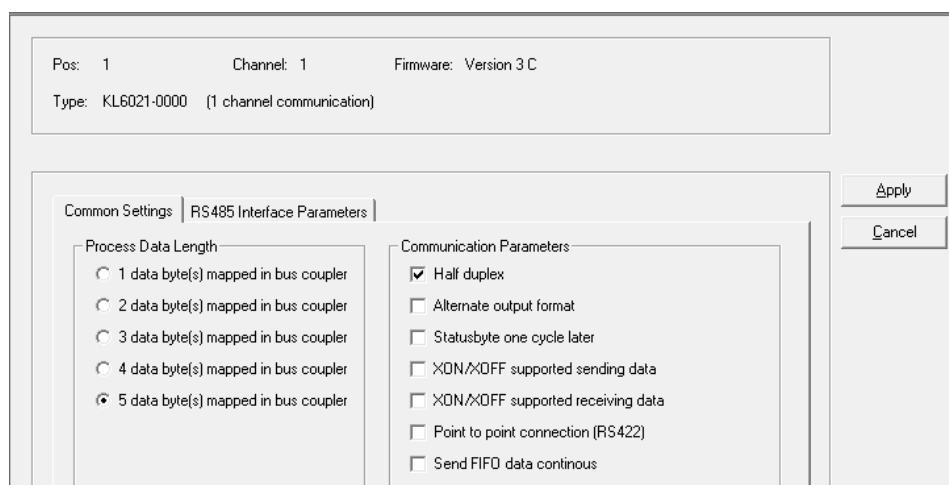 Pos: 1 Channel: 1 Firmware: Version 3 C
Type: KL6021-0000 (1 channel communication)
Apply
Cancel
Common Settings RS485 Interface Parameters
Process Data Length
1 data byte(s) mapped in bus coupler
2 data byte(s) mapped in bus coupler
3 data byte(s) mapped in bus coupler
4 data byte(s) mapped in bus coupler
5 data byte(s) mapped in bus coupler
Communication Parameters
Half duplex
Alternate output format
Statusbyte one cycle later
XON/XOFF supported sending data
XON/XOFF supported receiving data
Point to point connection (RS422)
Send FIFO data continous